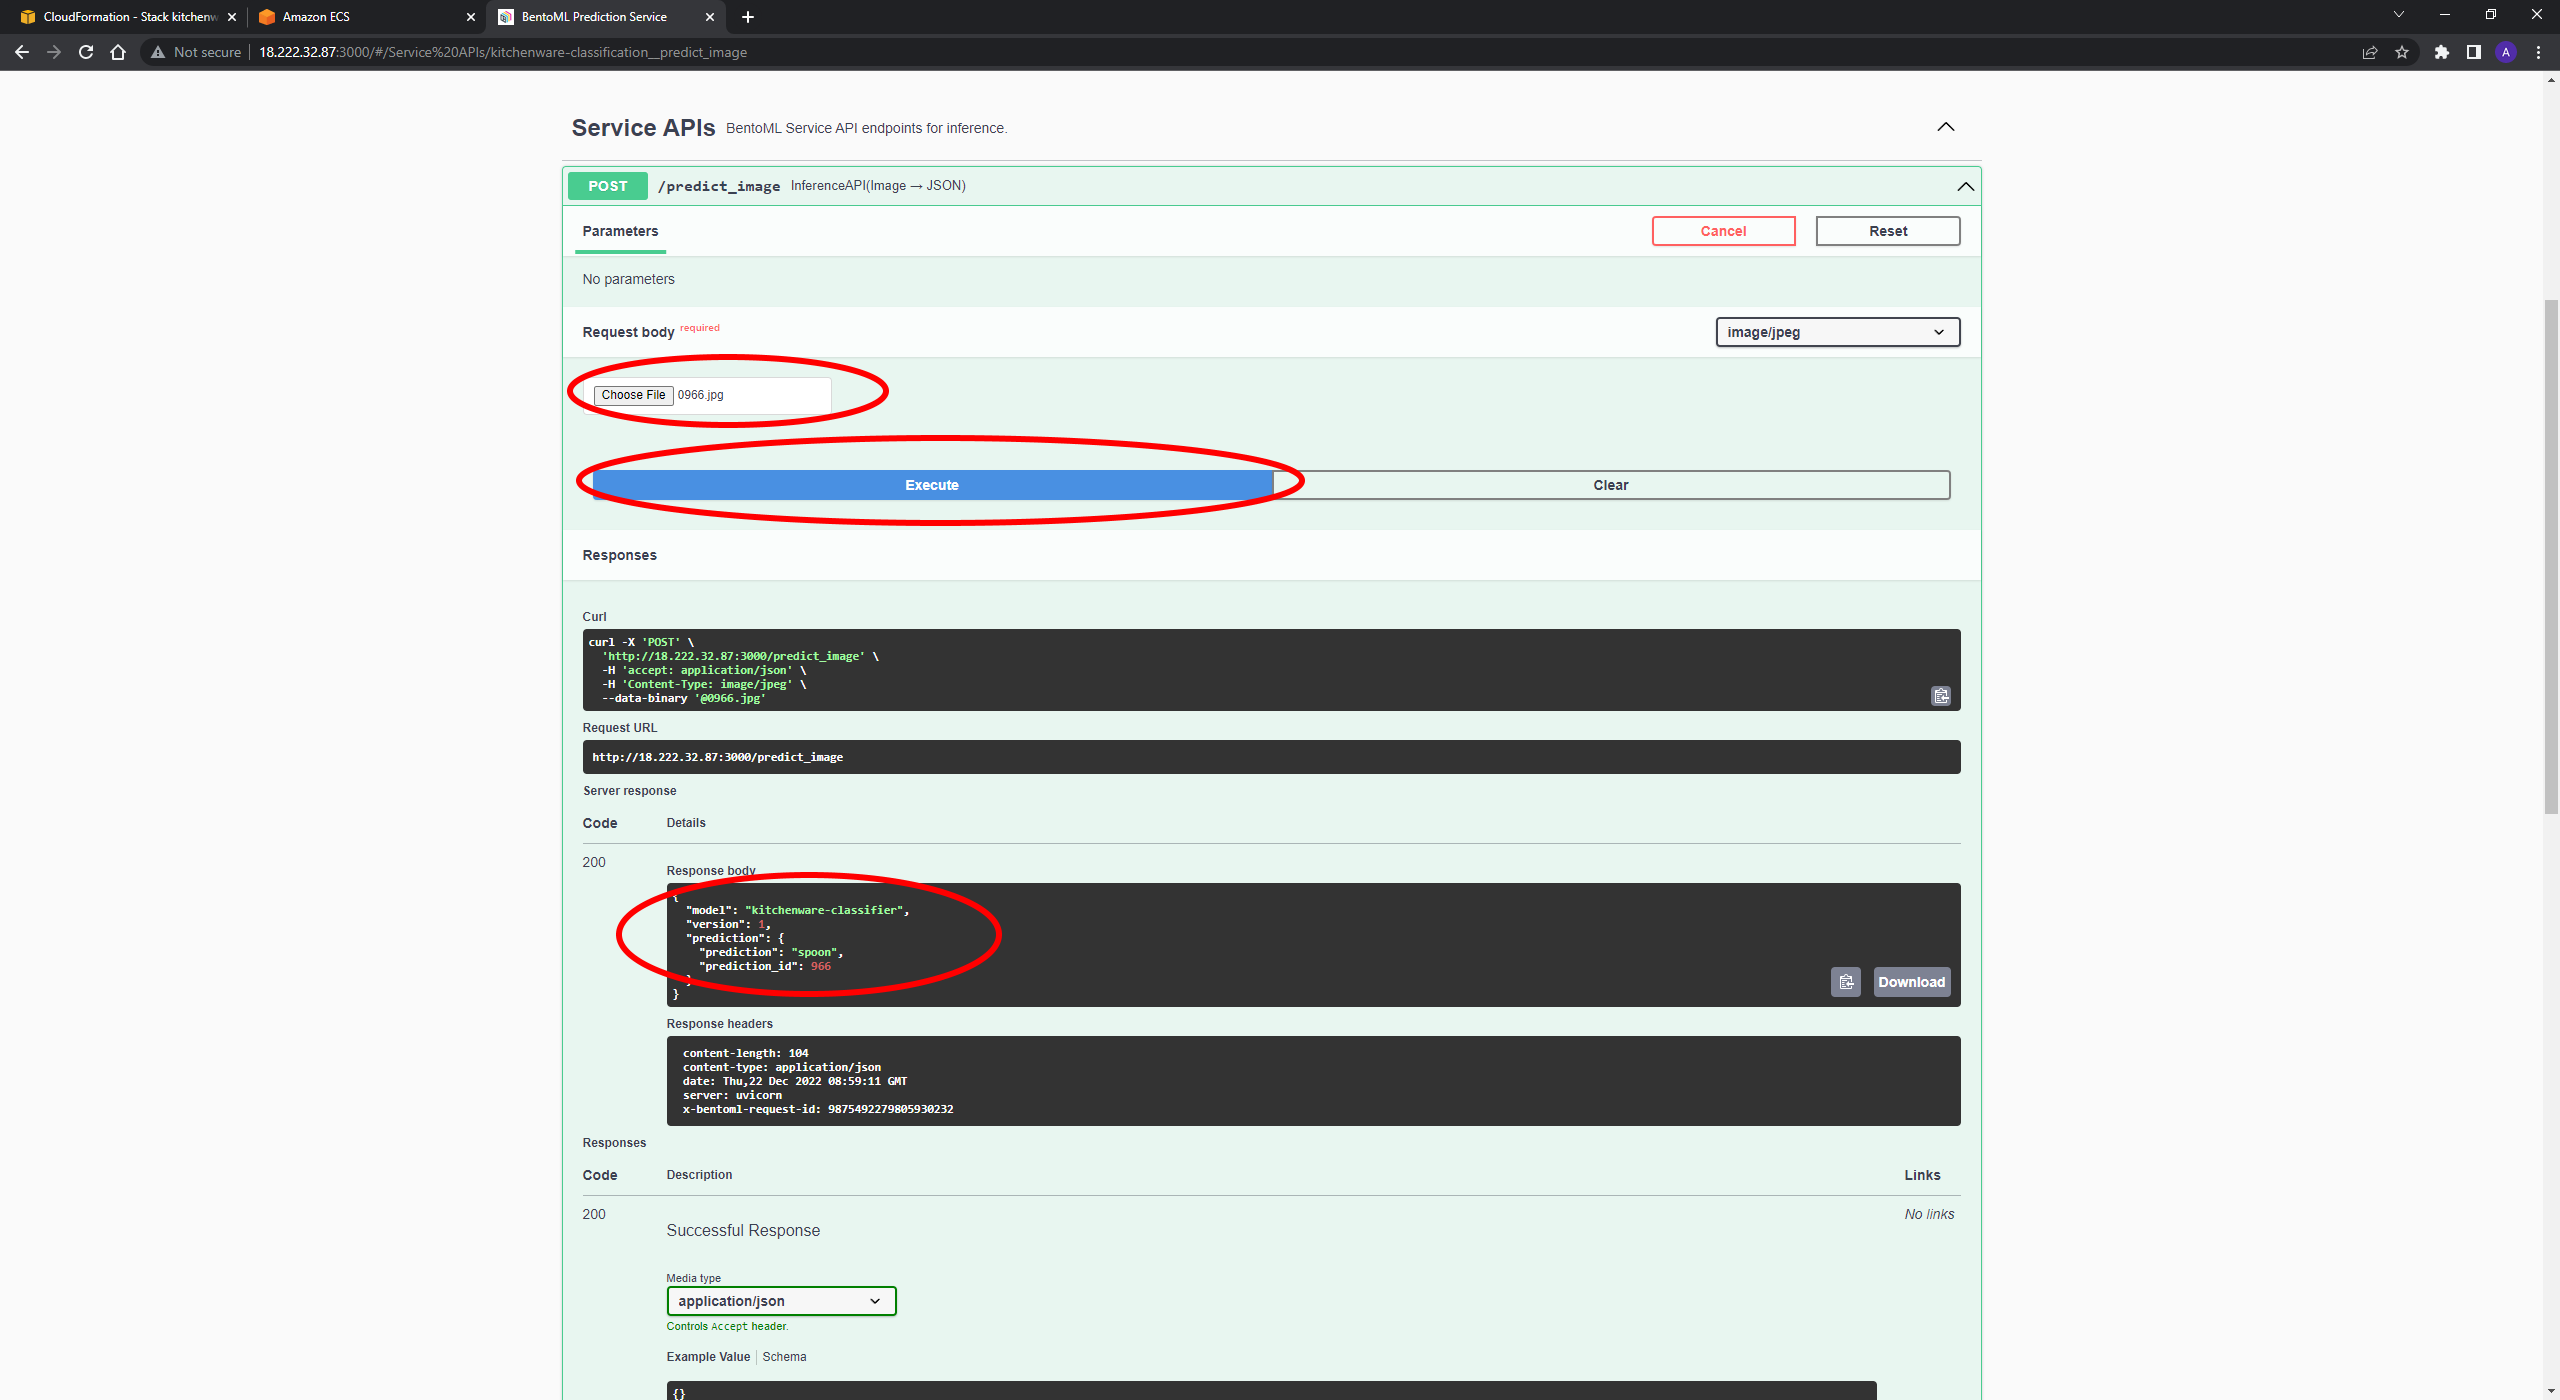 CloudFormation - Stack kitchenw
Amazon ECS
BentoML Prediction Service
Not secure
18.222.32.87:3000/#/Service%20APIs/kitchenware-classification__predict_image
A
Service APIs BentoML Service API endpoints for inference.
POST /predict_image InferenceAPI(Image → JSON)
Parameters
Cancel
Reset
No parameters
Request body required
image/jpeg
Choose File 0966.jpg
Execute
Clear
Responses
Curl
curl -X 'POST' \
'http://18.222.32.87:3000/predict_image' \
-H 'accept: application/json' \
-H 'Content-Type: image/jpeg' \
--data-binary '@0966.jpg'
Request URL
http://18.222.32.87:3000/predict_image
Server response
Code Details
200
Response body
{
"model": "kitchenware-classifier",
"version": 1,
"prediction": {
"prediction": "spoon",
"prediction_id": 966
}
}
Download
Response headers
content-length: 104
content-type: application/json
date: Thu,22 Dec 2022 08:59:11 GMT
server: uvicorn
x-bentoml-request-id: 9875492279805930232
Responses
Code Description Links
200
Successful Response
No links
Media type
application/json
Controls Accept header.
Example Value Schema
{}